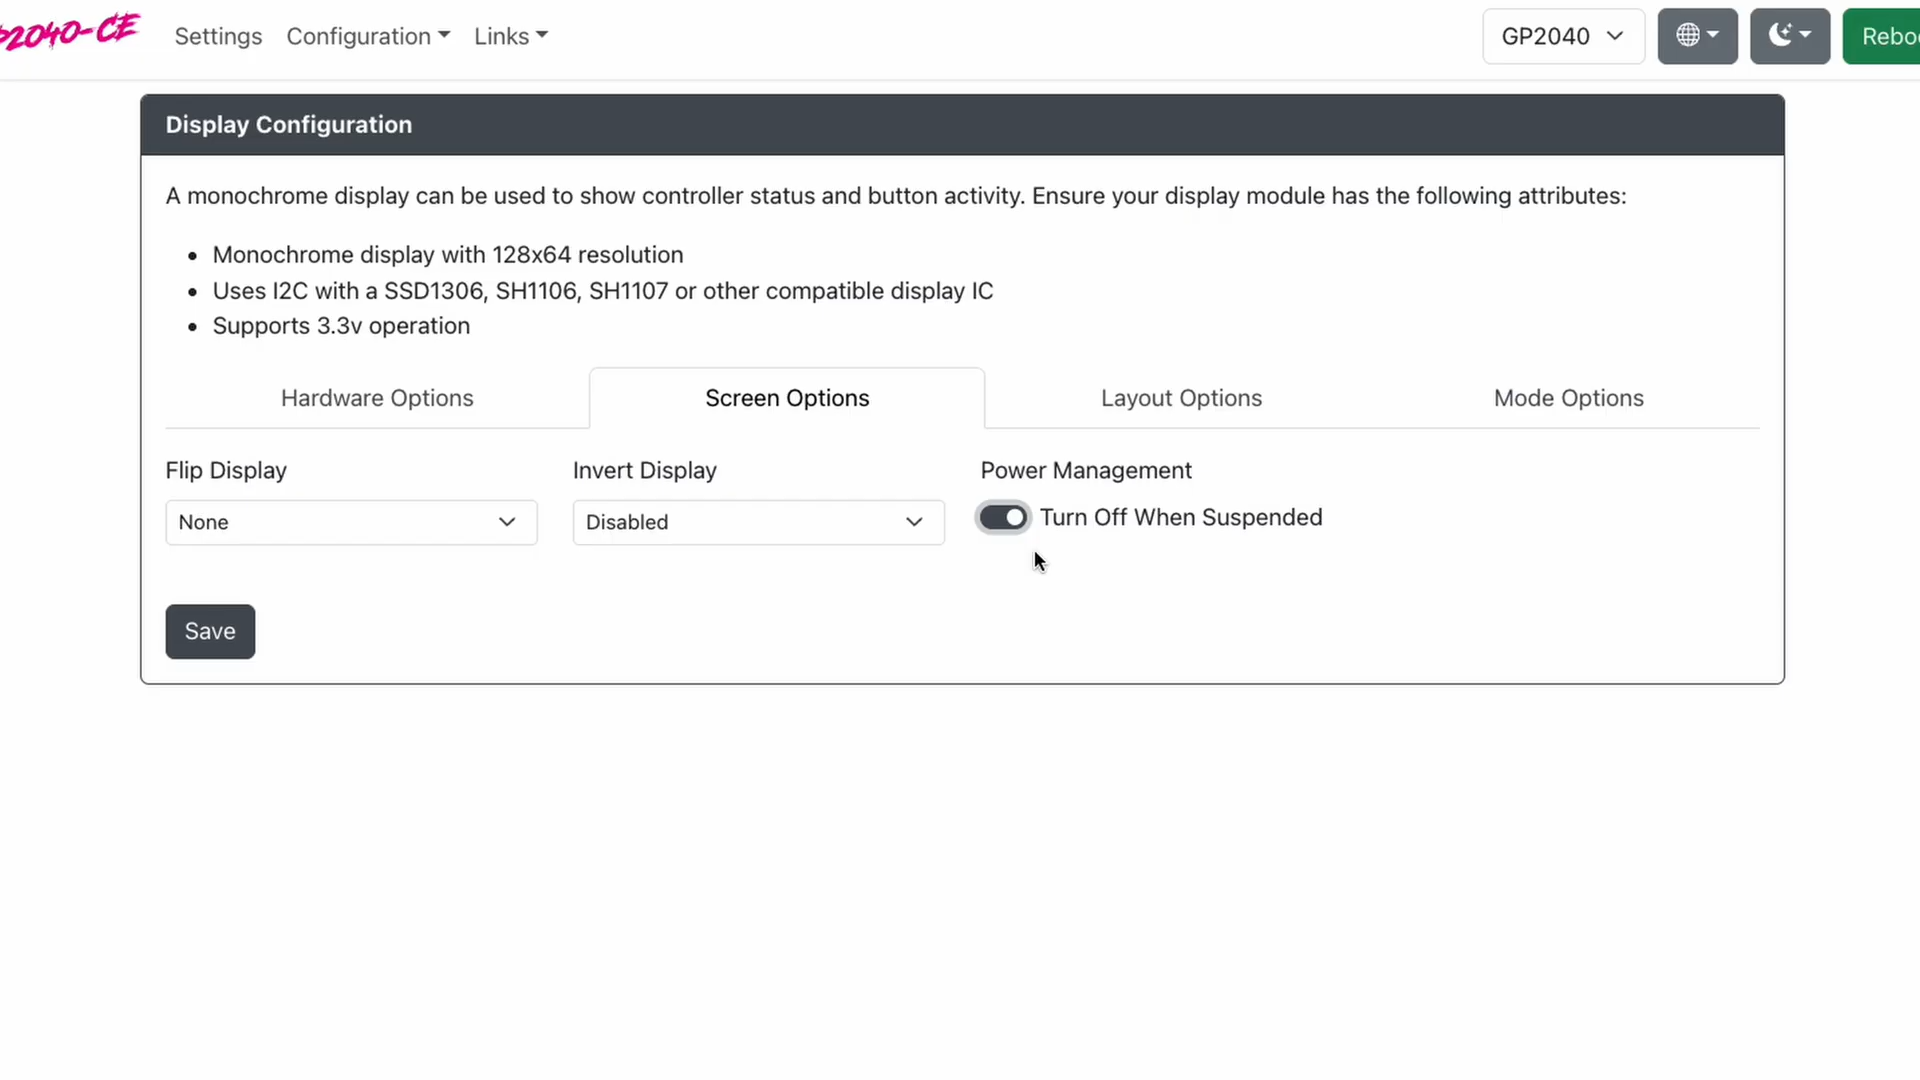 P2040-CE
Settings Configuration Links GP2040 Reboo
Display Configuration
A monochrome display can be used to show controller status and button activity. Ensure your display module has the following attributes:
Monochrome display with 128x64 resolution
Uses I2C with a SSD1306, SH1106, SH1107 or other compatible display IC
Supports 3.3v operation
Hardware Options Screen Options Layout Options Mode Options
Flip Display Invert Display Power Management
None Disabled Turn Off When Suspended
Save